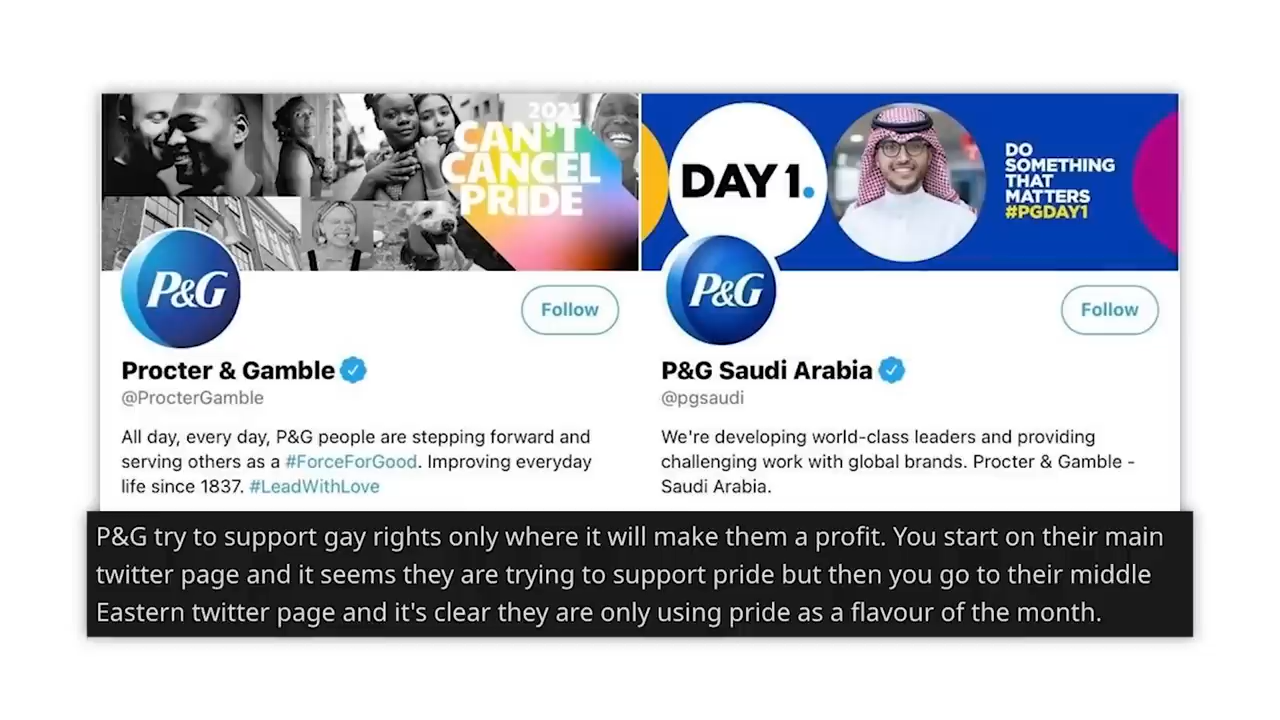 2021
CAN'T
CANCEL
PRIDE
P&G
Follow
Procter & Gamble
@ProcterGamble
All day, every day, P&G people are stepping forward and
serving others as a #ForceForGood. Improving everyday
life since 1837. #LeadWithLove
DAY 1.
DO
SOMETHING
THAT
MATTERS
#PGDAY1
P&G
Follow
P&G Saudi Arabia
@pgsaudi
We're developing world-class leaders and providing
challenging work with global brands. Procter & Gamble -
Saudi Arabia.
P&G try to support gay rights only where it will make them a profit. You start on their main
twitter page and it seems they are trying to support pride but then you go to their middle
Eastern twitter page and it's clear they are only using pride as a flavour of the month.